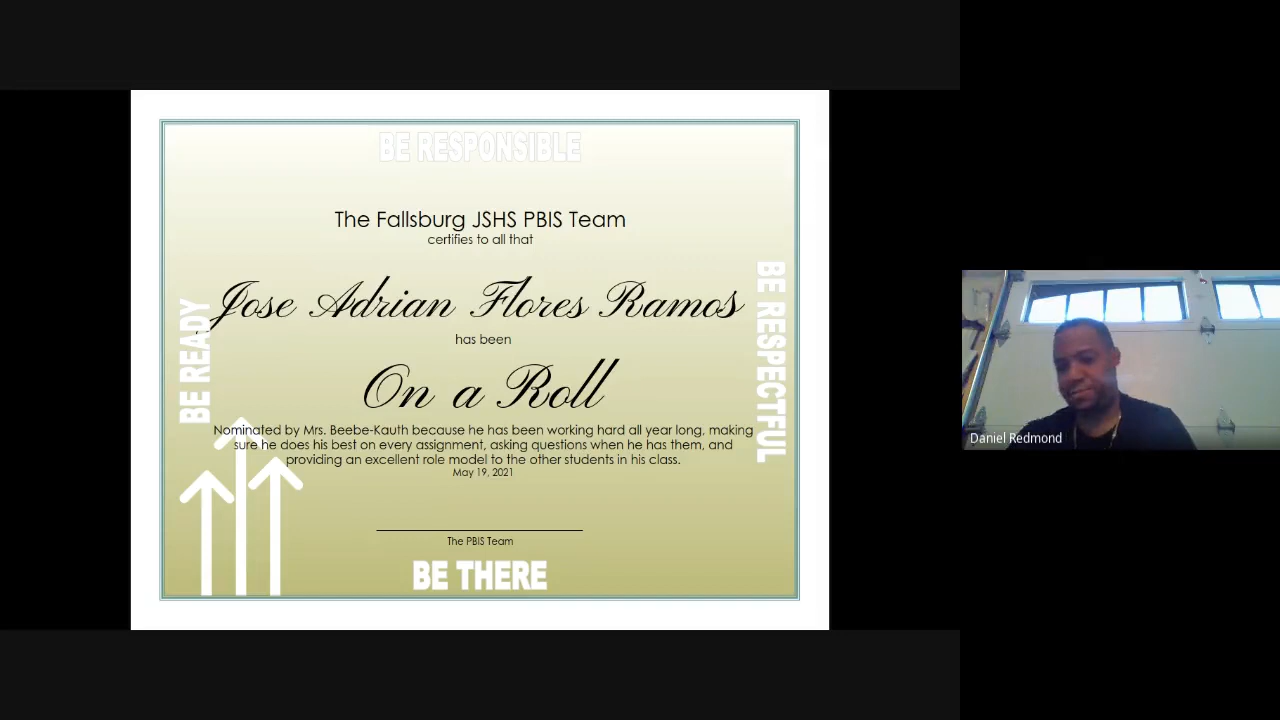 BE RESPONSIBLE
The Fallsburg JSHS PBIS Team
certifies to all that
Jose Adrian Flores Ramos
has been
On a Roll
Nominated by Mrs. Beebe-Kauth because he has been working hard all year long, making
sure he does his best on every assignment, asking questions when he has them, and
providing an excellent role model to the other students in his class.
May 19, 2021
The PBIS Team
BE THERE
BE READY
BE RESPECTFUL
Daniel Redmond